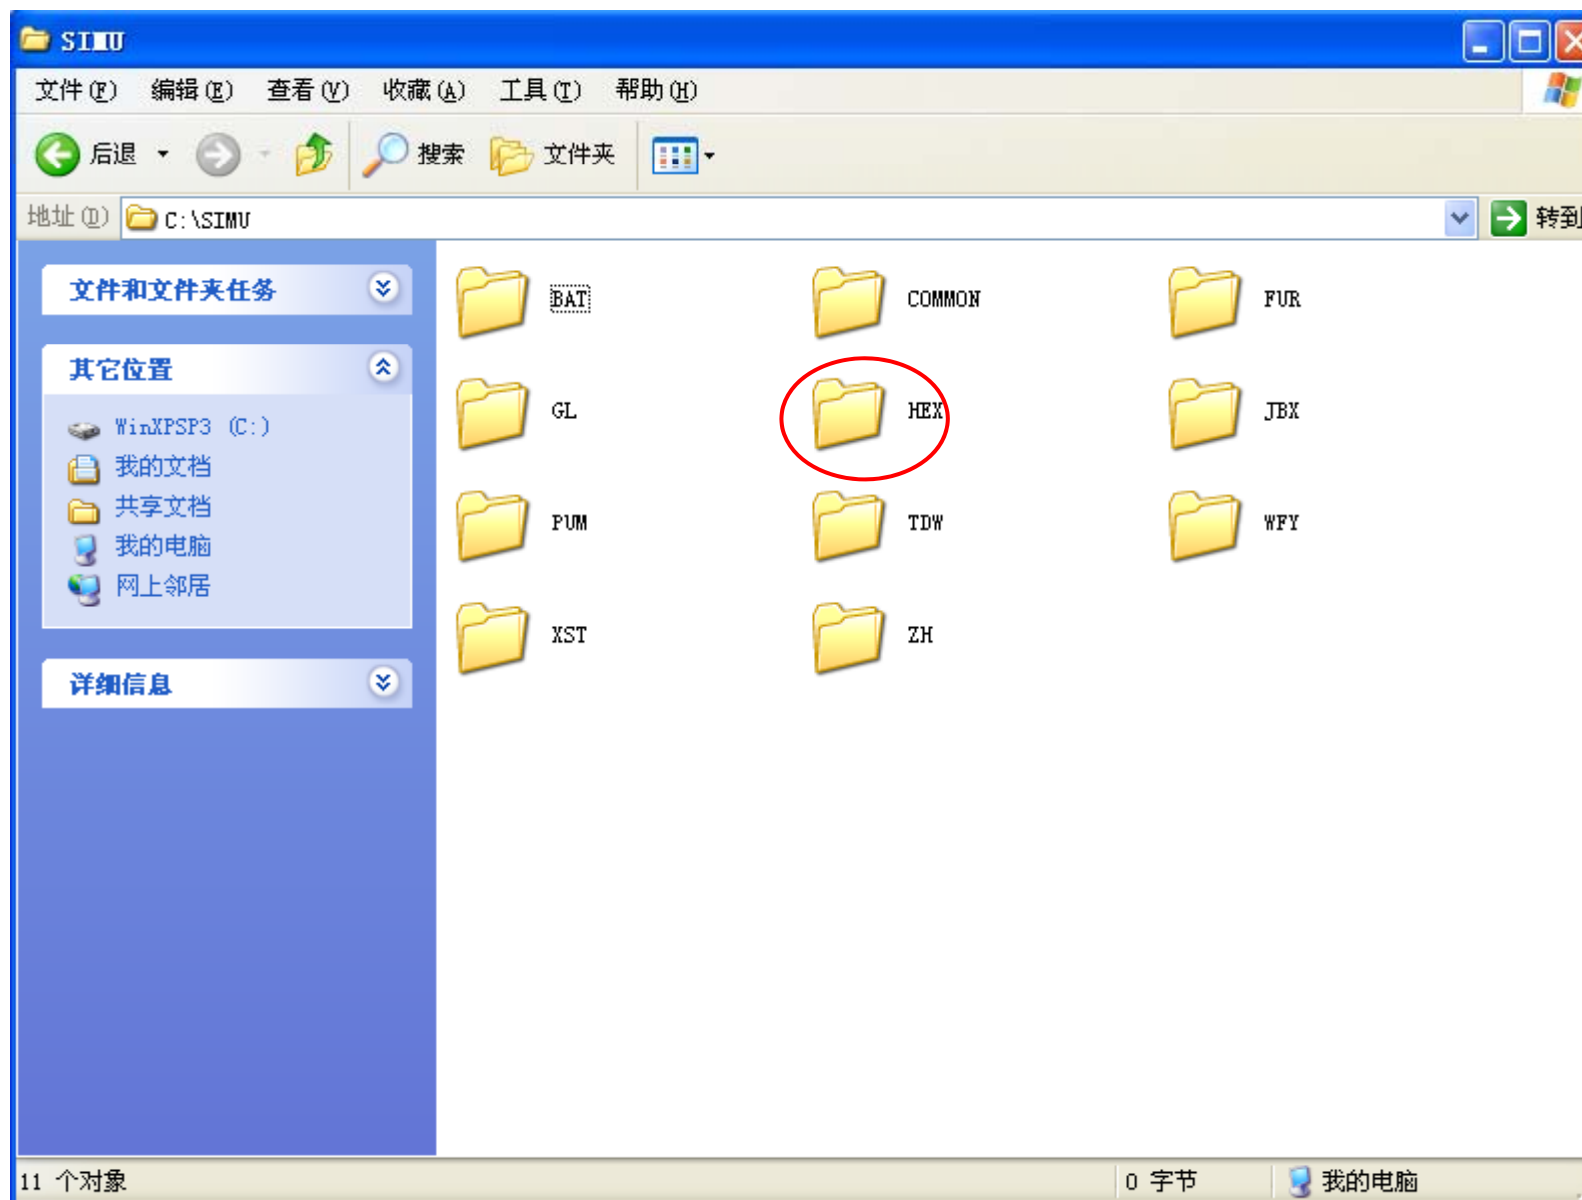 SIMU
文件(F) 编辑(E) 查看(V) 收藏(A) 工具(T) 帮助(H)
后退 搜索 文件夹
地址(D) C:\SIMU 转到
文件和文件夹任务
其它位置
WinXPSP3 (C:)
我的文档
共享文档
我的电脑
网上邻居
详细信息
BAT COMMON FUR
GL HEX JBX
PUM TDW WFY
XST ZH
11 个对象 0 字节 我的电脑